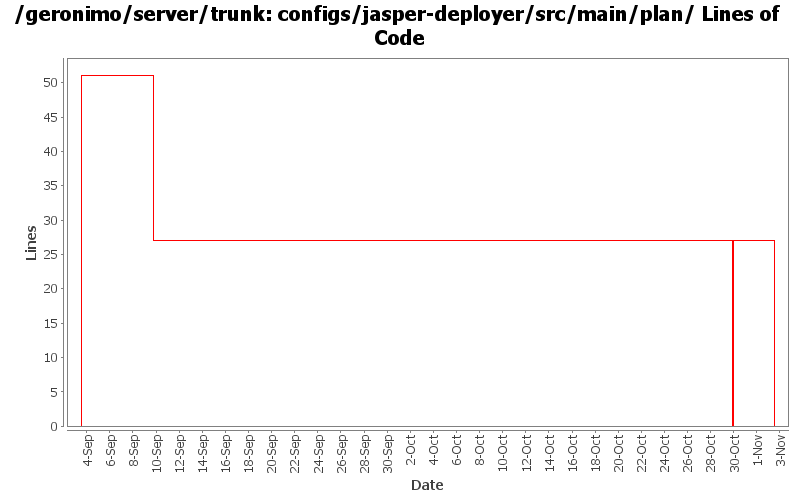 /geronimo/server/trunk: configs/jasper-deployer/src/main/plan/ Lines of
Code
50
45
40
35
30
25
20
15
10
5
0
Lines
4-Sep
6-Sep
8-Sep
10-Sep
12-Sep
14-Sep
16-Sep
18-Sep
20-Sep
22-Sep
24-Sep
26-Sep
28-Sep
30-Sep
2-Oct
4-Oct
6-Oct
8-Oct
10-Oct
12-Oct
14-Oct
16-Oct
18-Oct
20-Oct
22-Oct
24-Oct
26-Oct
28-Oct
30-Oct
1-Nov
3-Nov
Date